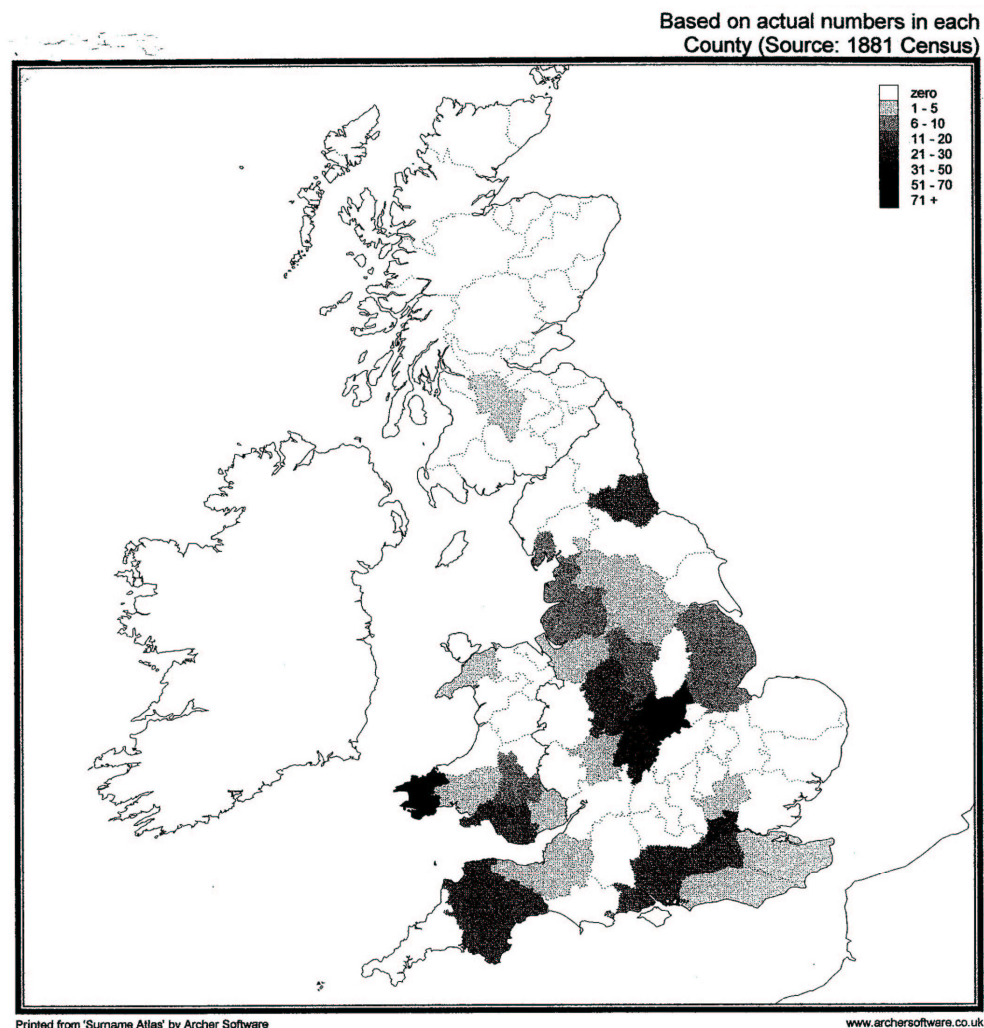 Based on actual numbers in each
County (Source: 1881 Census)
zero
1 - 5
6 - 10
11 - 20
21 - 30
31 - 50
51 - 70
71 +
Printed from 'Surname Atlas' by Archer Software
www.archersoftware.co.uk